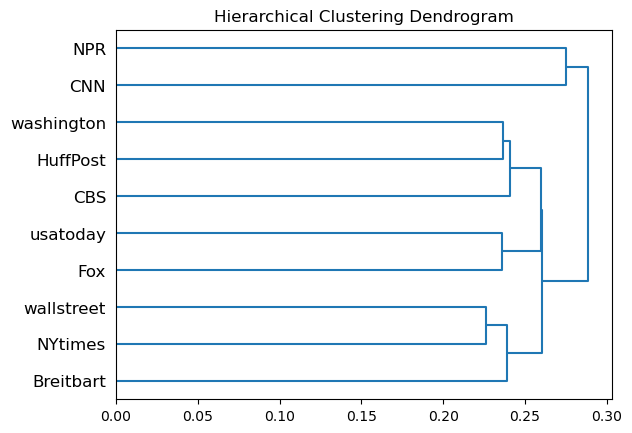 Hierarchical Clustering Dendrogram
NPR
CNN
washington
HuffPost
CBS
usatoday
Fox
wallstreet
NYtimes
Breitbart
0.00 0.05 0.10 0.15 0.20 0.25 0.30